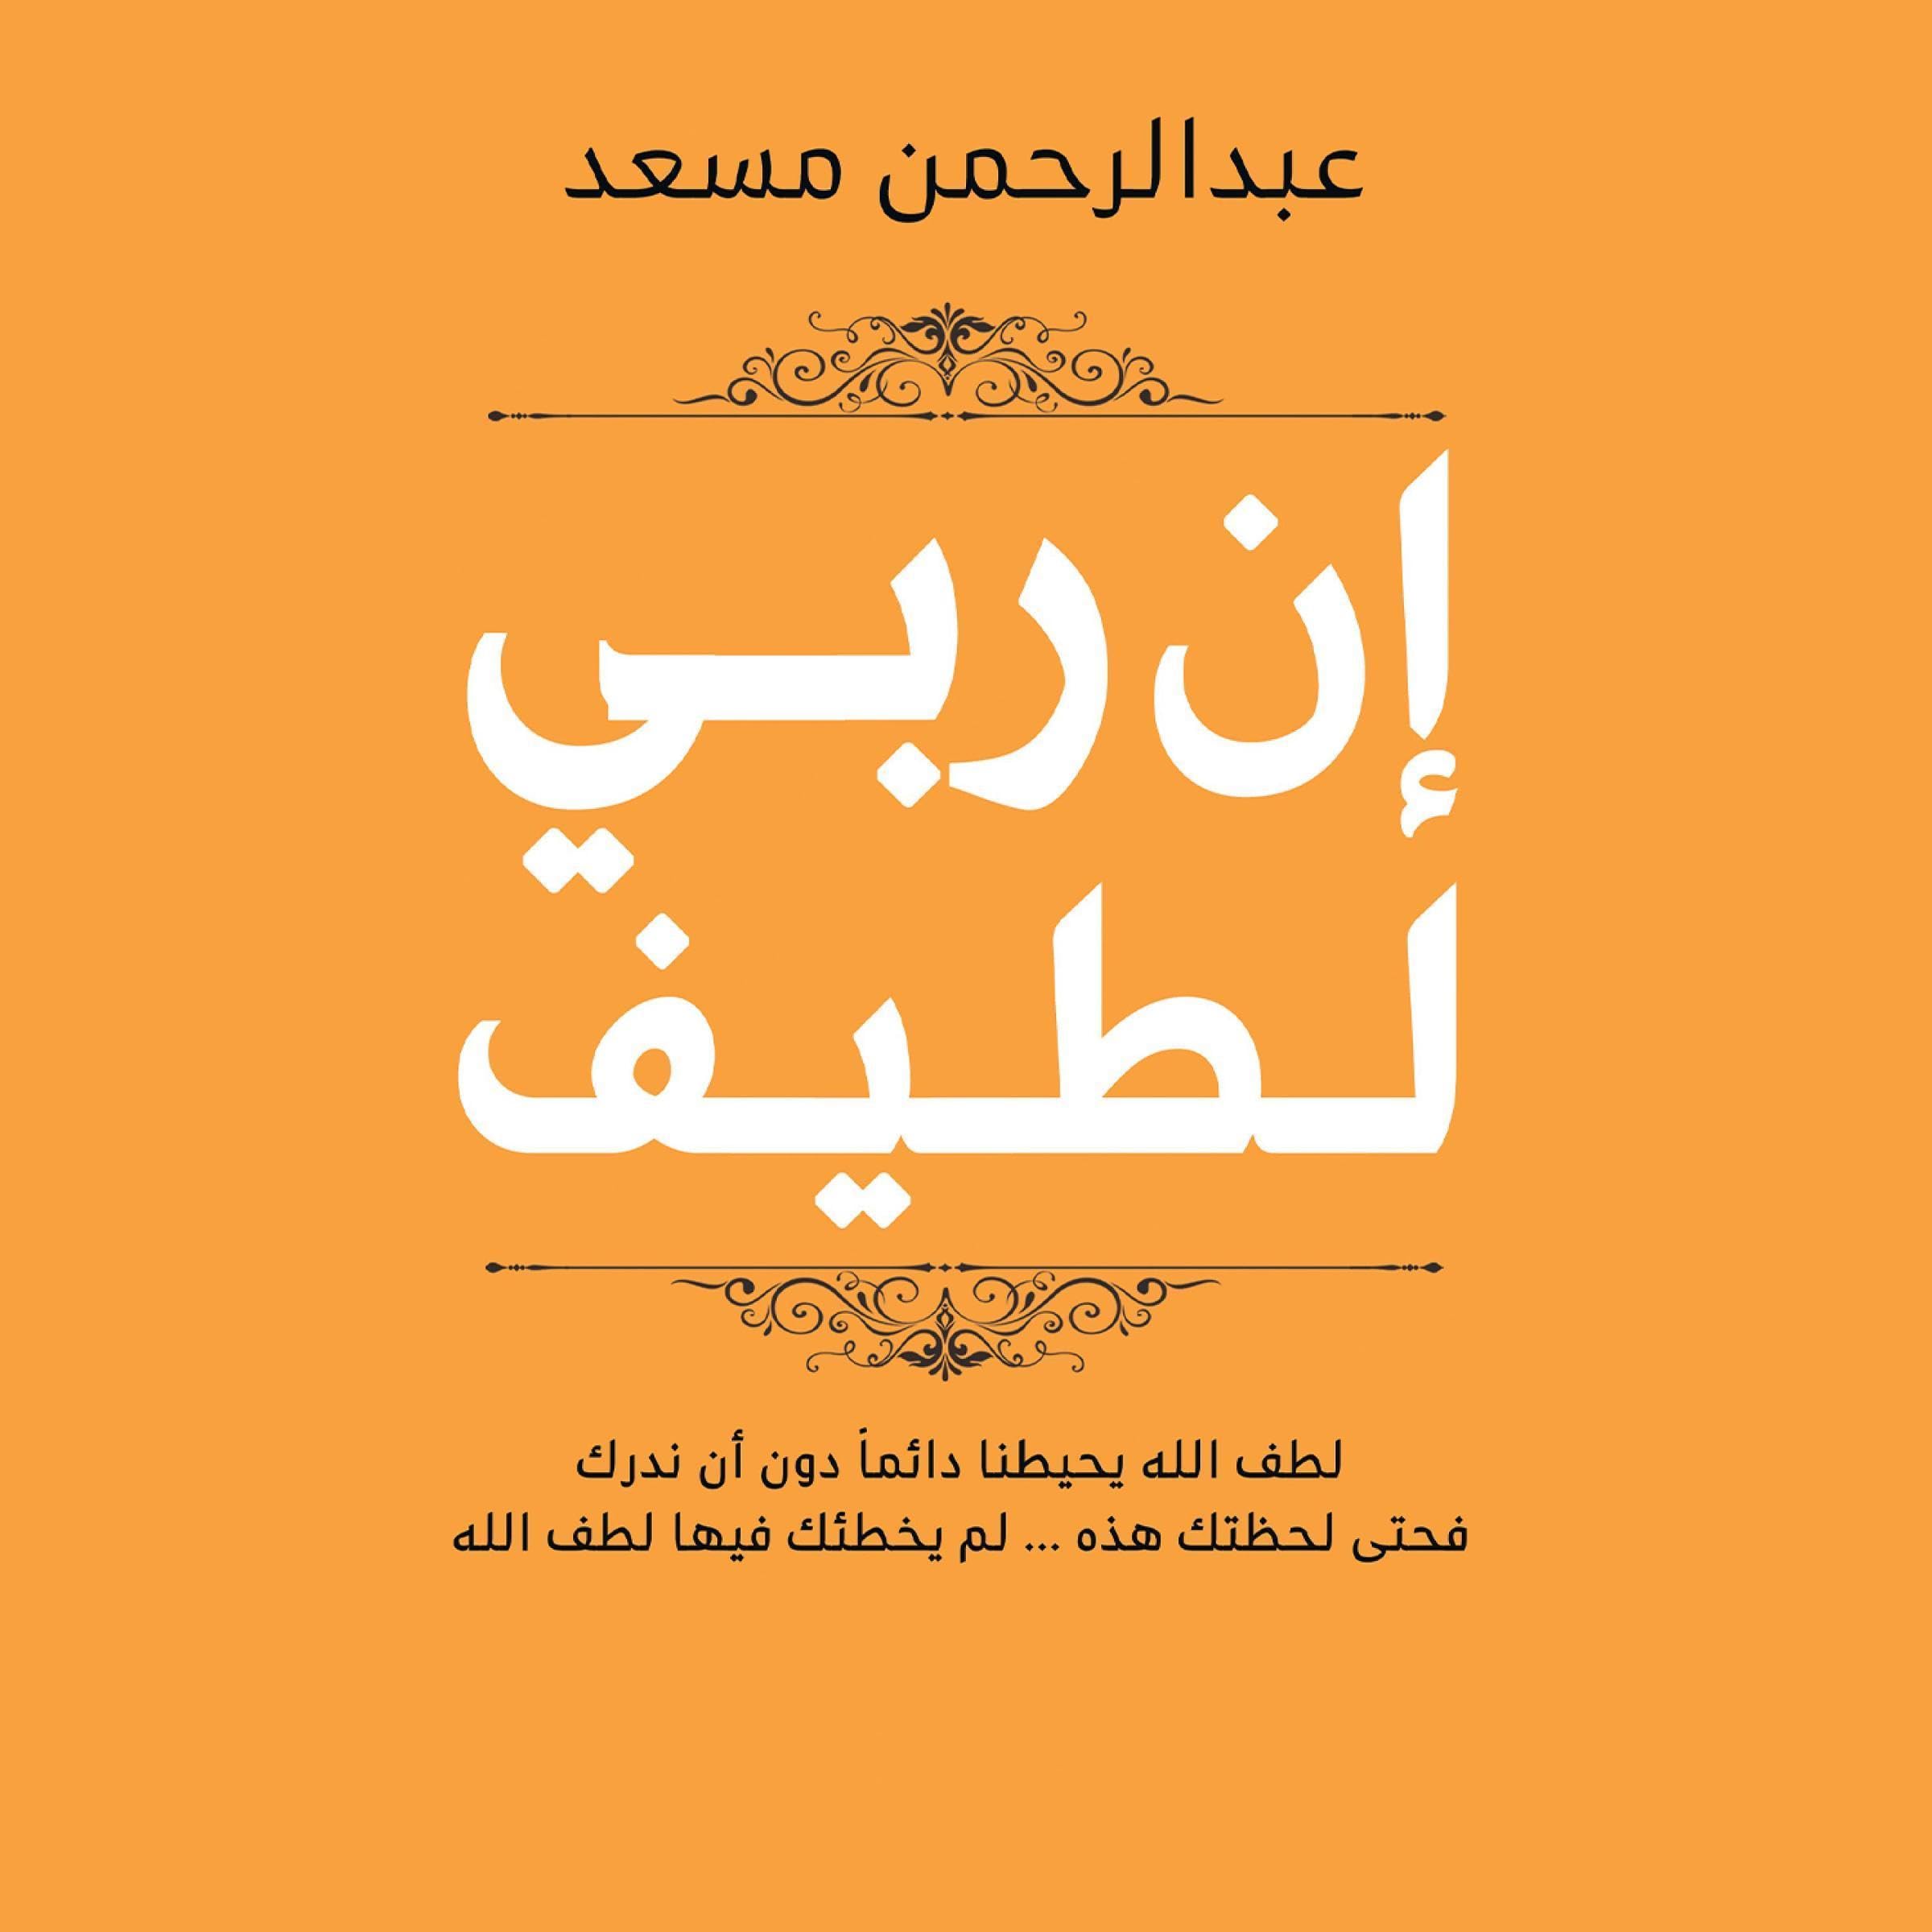 عبدالرحمن مسعد
إن ربي
لطيف
لطف الله يحيطنا دائماً دون أن ندرك
فحتى لحظتك هذه ... لم يخطئك فيها لطف الله